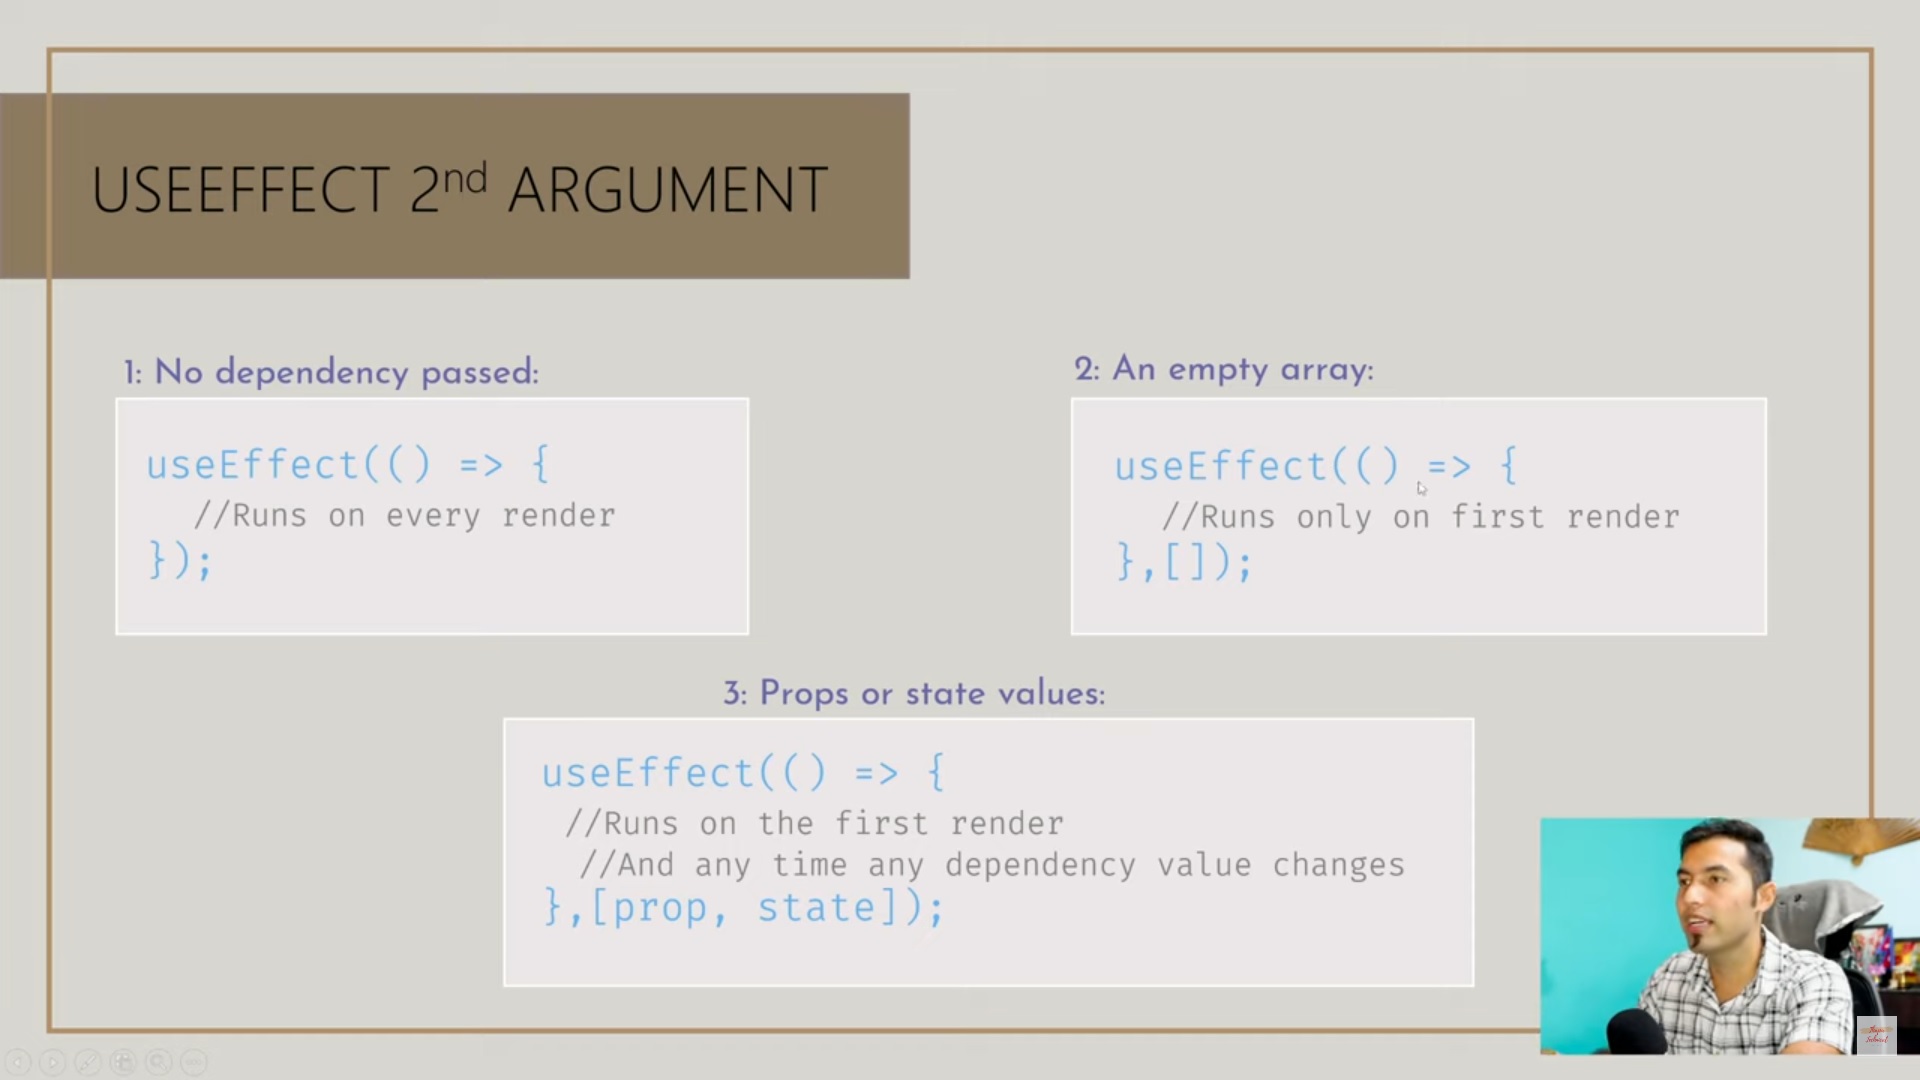 USEEFFECT 2nd ARGUMENT
1: No dependency passed:
useEffect(() => {
//Runs on every render
});
2: An empty array:
useEffect(() => {
//Runs only on first render
},[]);
3: Props or state values:
useEffect(() => {
//Runs on the first render
//And any time any dependency value changes
},[prop, state]);